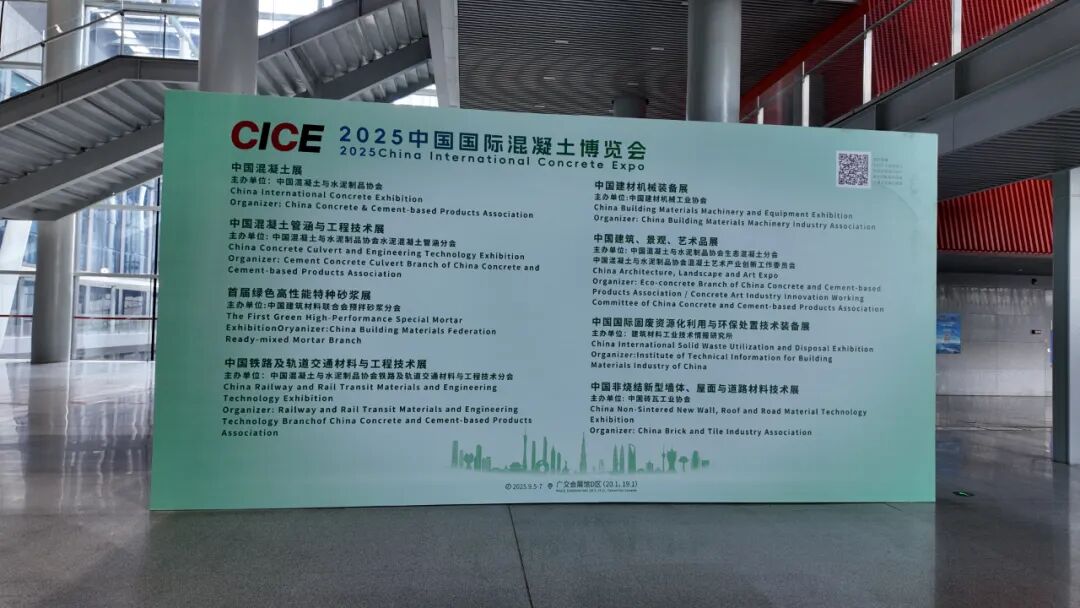 CICE
2025中国国际混凝土博览会
2025China International Concrete Expo
中国混凝土展
主办单位：中国混凝土与水泥制品协会
China International Concrete Exhibition
Organizer: China Concrete & Cement-based Products Association
中国混凝土管涵与工程技术展
主办单位：中国混凝土与水泥制品协会水泥混凝土管涵分会
China Concrete Culvert and Engineering Technology Exhibition
Organizer: Cement Concrete Culvert Branch of China Concrete and
Cement-based Products Association
首届绿色高性能特种砂浆展
主办单位:中国建筑材料联合会预拌砂浆分会
The First Green High-Performance Special Mortar
ExhibitionOryanizer:China Building Materials Federation
Ready-mixed Mortar Branch
中国铁路及轨道交通材料与工程技术展
主办单位：中国混凝土与水泥制品协会铁路及轨道交通材料与工程技术分会
China Railway and Rail Transit Materials and Engineering
Technology Exhibition
Organizer: Railway and Rail Transit Materials and Engineering
Technology Branchof China Concrete and Cement-based Products
Association
中国建材机械装备展
主办单位:中国建材机械工业协会
China Building Materials Machinery and Equipment Exhibition
Organizer: China Building Materials Machinery Industry Association
中国建筑、景观、艺术品展
主办单位：中国混凝土与水泥制品协会生态混凝土分会
中国混凝土与水泥制品协会混凝土艺术产业创新工作委员会
China Architecture, Landscape and Art Expo
Organizer: Eco-concrete Branch of China Concrete and Cement-based
Products Association / Concrete Art Industry Innovation Working
Committee of China Concrete and Cement-based Products Association
中国国际固废资源化利用与环保处置技术装备展
主办单位：建筑材料工业技术情报研究所
China International Solid Waste Utilization and Disposal Exhibition
Organizer:Institute of Technical Information for Building
Materials Industry of China
中国非烧结新型墙体、屋面与道路材料技术展
主办单位：中国砖瓦工业协会
China Non-Sintered New Wall, Roof and Road Material Technology
Exhibition
Organizer: China Brick and Tile Industry Association
2025.9.5-7 广交会展馆D区 (20.1, 19.1)